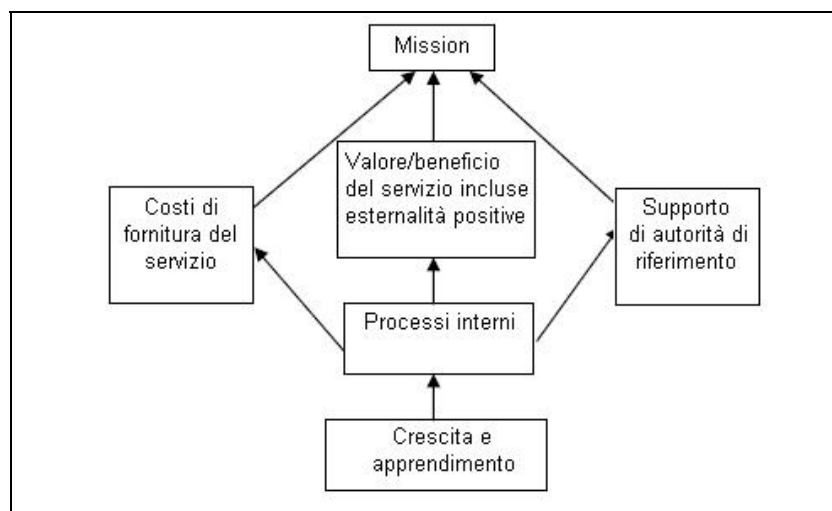 Mission
Valore/beneficio
del servizio incluse
esternalità positive
Costi di
fornitura del
servizio
Supporto
di autorità di
riferimento
Processi interni
Crescita e
apprendimento